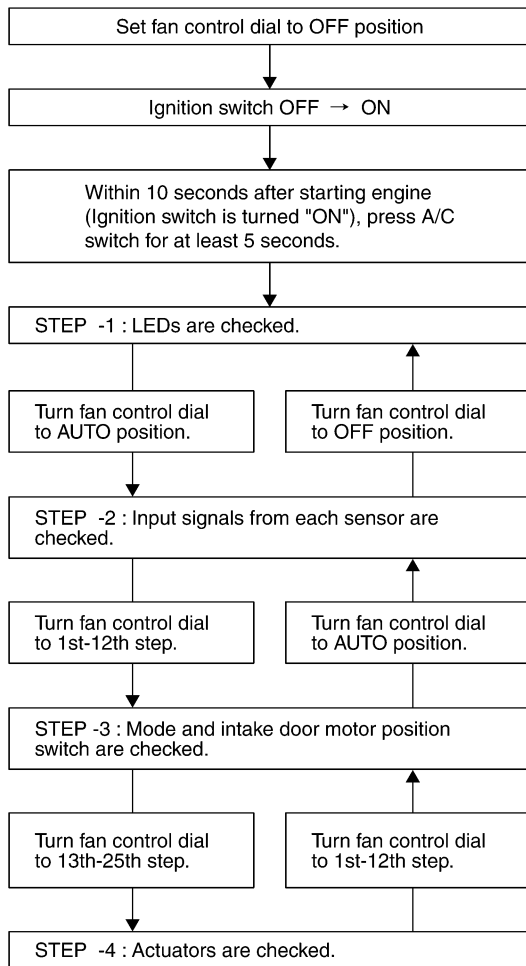 Set fan control dial to OFF position
Ignition switch OFF → ON
Within 10 seconds after starting engine
(Ignition switch is turned "ON"), press A/C
switch for at least 5 seconds.
STEP -1 : LEDs are checked.
Turn fan control dial
to AUTO position.
Turn fan control dial
to OFF position.
STEP -2 : Input signals from each sensor are
checked.
Turn fan control dial
to 1st-12th step.
Turn fan control dial
to AUTO position.
STEP -3 : Mode and intake door motor position
switch are checked.
Turn fan control dial
to 13th-25th step.
Turn fan control dial
to 1st-12th step.
STEP -4 : Actuators are checked.